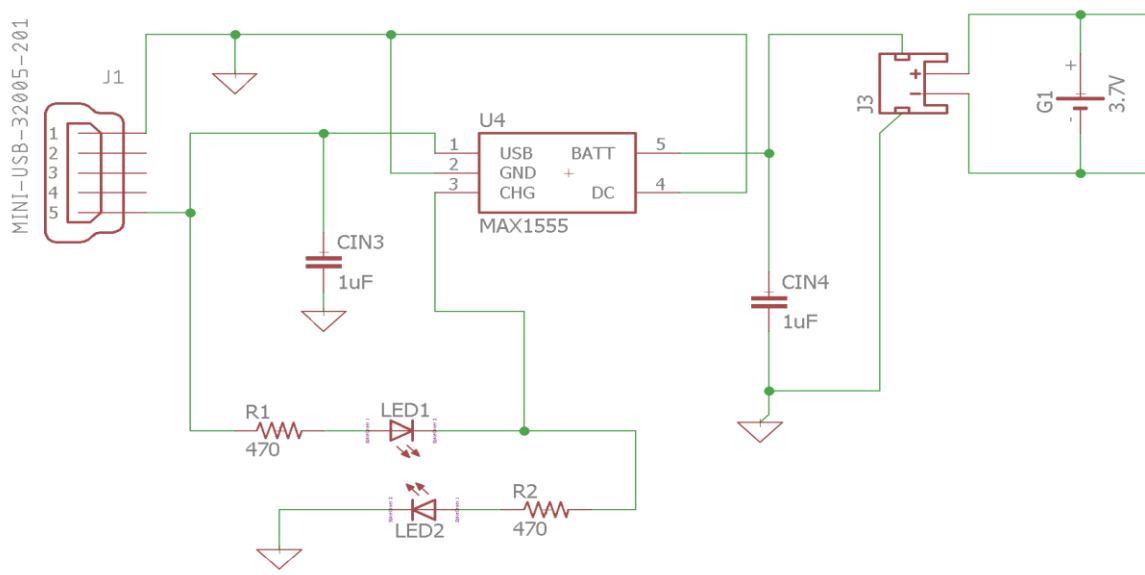 MINI-USB-32005-201
J1
1
2
3
4
5
U4
1
2
3
USB
GND
CHG
BATT
DC
5
4
MAX1555
CIN3
1uF
CIN4
1uF
J3
+
-
G1
+
-
3.7V
R1
470
LED1
LED2
R2
470